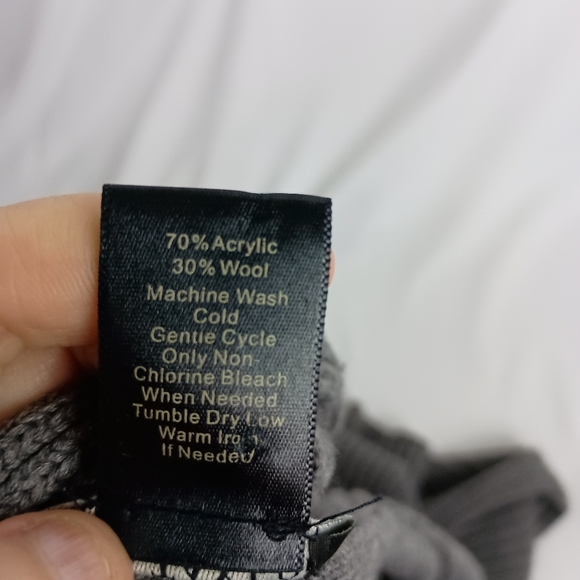 70% Acrylic
30% Wool
Machine Wash
Cold
Gentle Cycle
Only Non-
Chlorine Bleach
When Needed
Tumble Dry Low
Warm Iron
If Needed